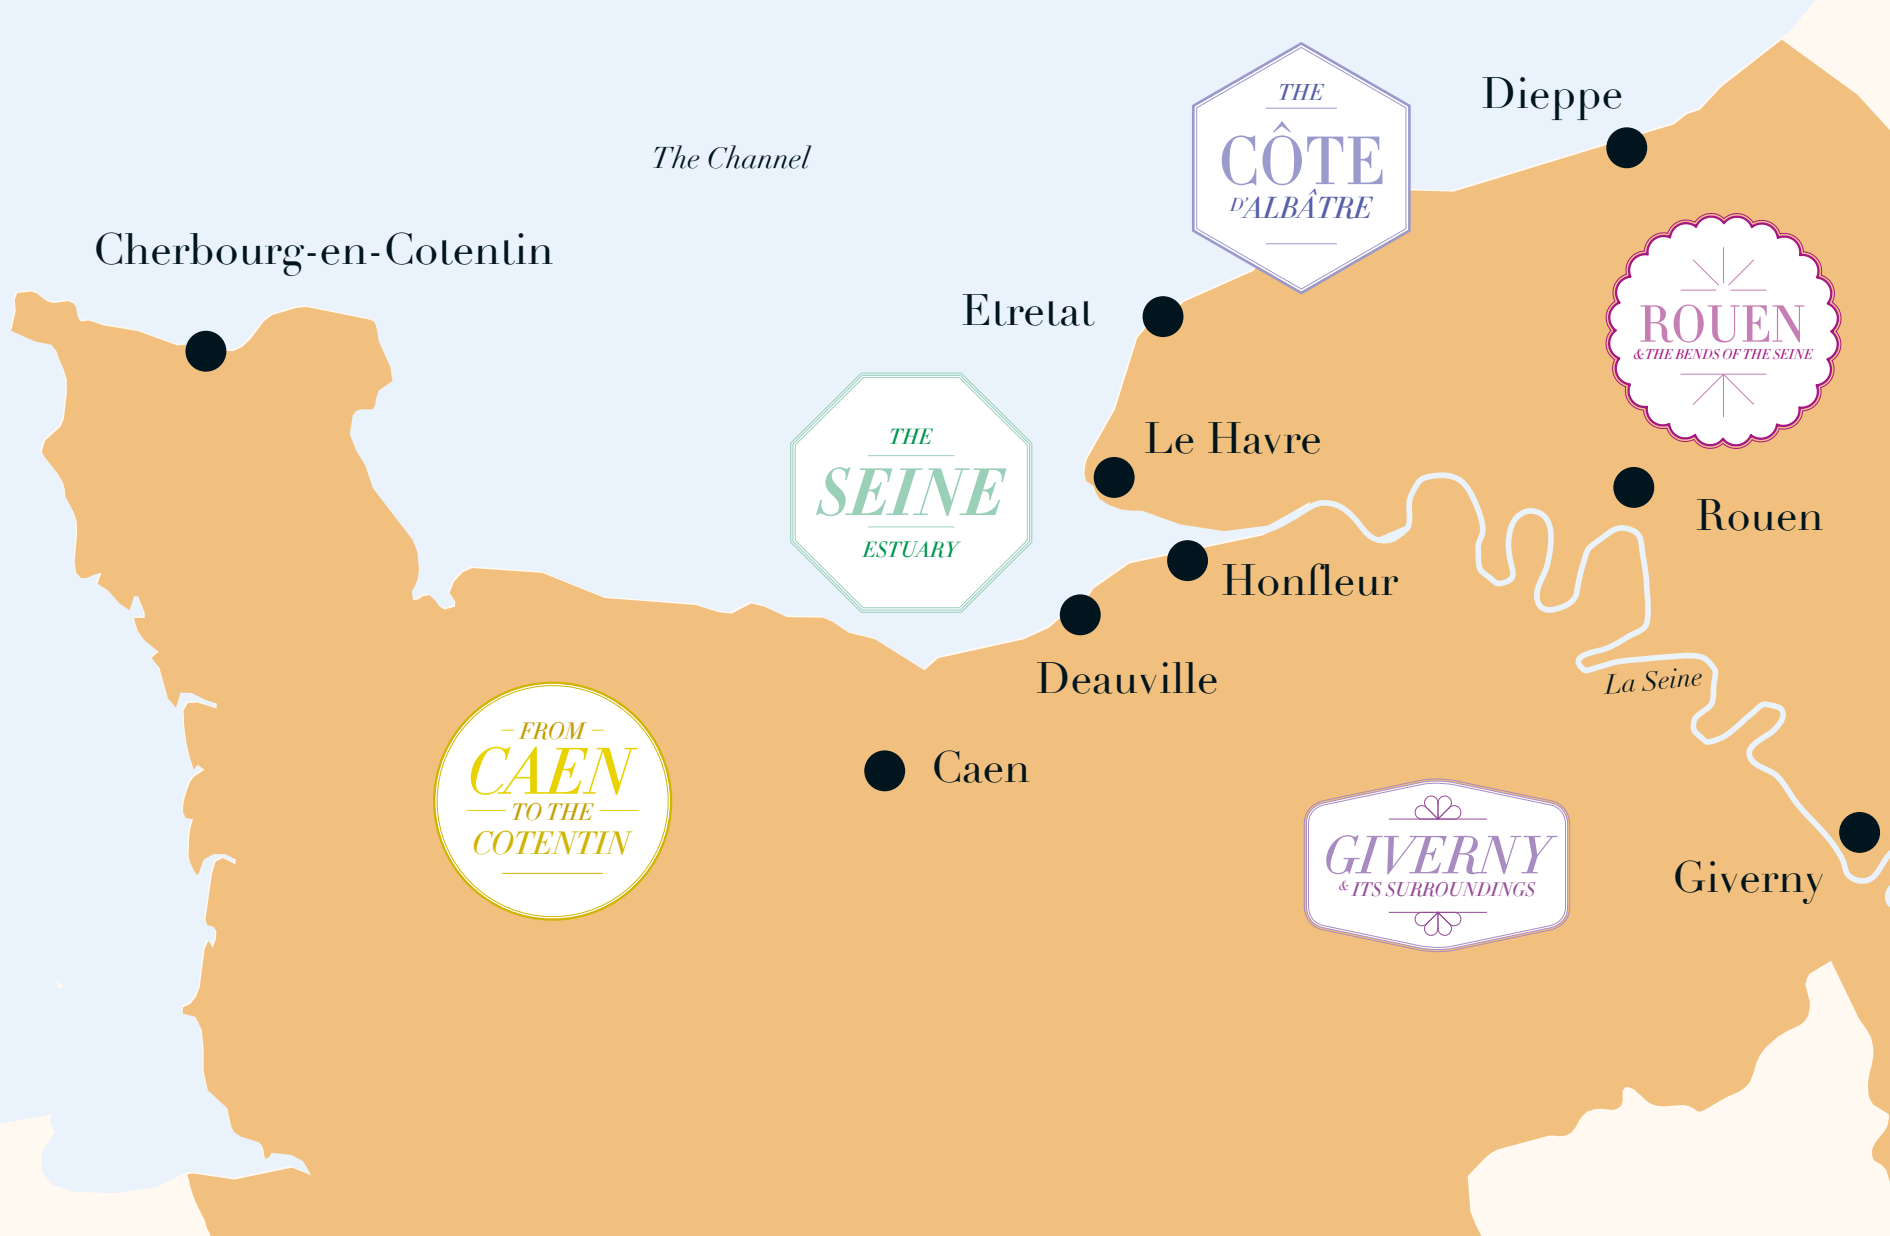 Dieppe
THE
CÔTE
D'ALBÂTRE
The Channel
Cherbourg-en-Cotentin
Etretat
ROUEN
& THE BENDS OF THE SEINE
Le Havre
THE
SEINE
ESTUARY
Rouen
Honfleur
Deauville
La Seine
FROM
CAEN
TO THE
COTENTIN
Caen
GIVERNY
& ITS SURROUNDINGS
Giverny